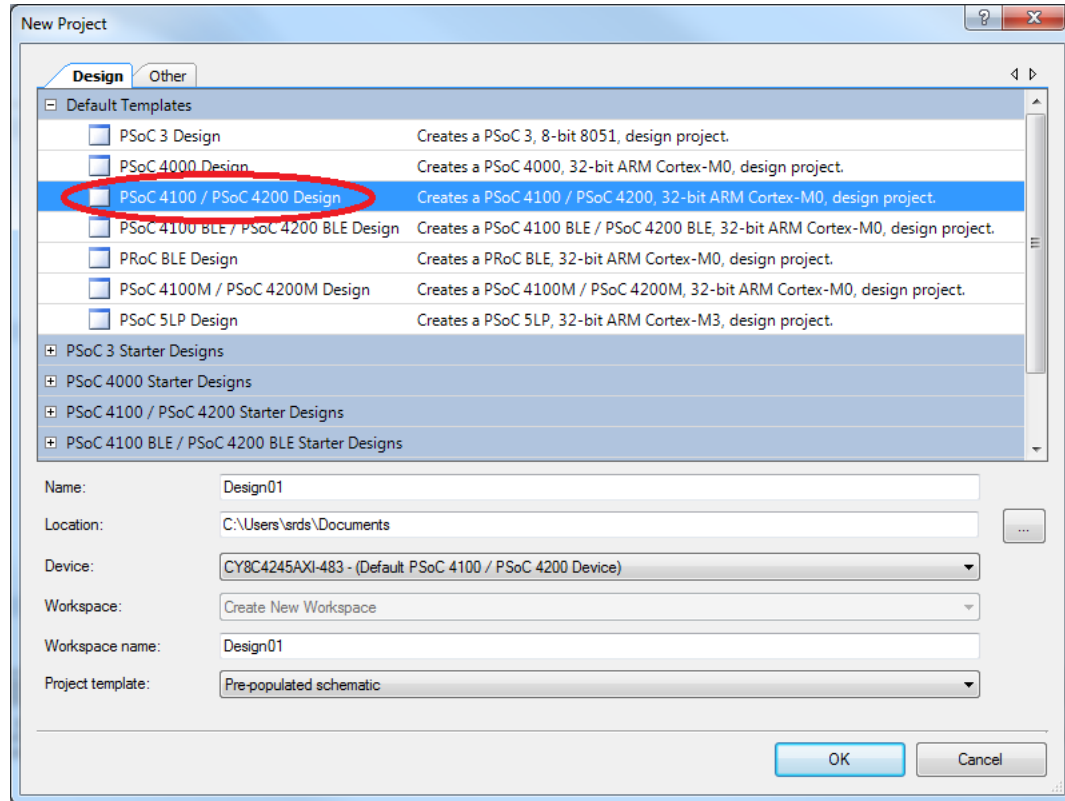 New Project
Design Other
Default Templates
PSoC 3 Design Creates a PSoC 3, 8-bit 8051, design project.
PSoC 4000 Design Creates a PSoC 4000, 32-bit ARM Cortex-M0, design project.
PSoC 4100 / PSoC 4200 Design Creates a PSoC 4100 / PSoC 4200, 32-bit ARM Cortex-M0, design project.
PSoC 4100 BLE / PSoC 4200 BLE Design Creates a PSoC 4100 BLE / PSoC 4200 BLE, 32-bit ARM Cortex-M0, design project.
PRoC BLE Design Creates a PRoC BLE, 32-bit ARM Cortex-M0, design project.
PSoC 4100M / PSoC 4200M Design Creates a PSoC 4100M / PSoC 4200M, 32-bit ARM Cortex-M0, design project.
PSoC 5LP Design Creates a PSoC 5LP, 32-bit ARM Cortex-M3, design project.
PSoC 3 Starter Designs
PSoC 4000 Starter Designs
PSoC 4100 / PSoC 4200 Starter Designs
PSoC 4100 BLE / PSoC 4200 BLE Starter Designs
Name: Design01
Location: C:\Users\srds\Documents ...
Device: CY8C4245AXI-483 - (Default PSoC 4100 / PSoC 4200 Device)
Workspace: Create New Workspace
Workspace name: Design01
Project template: Pre-populated schematic
OK Cancel